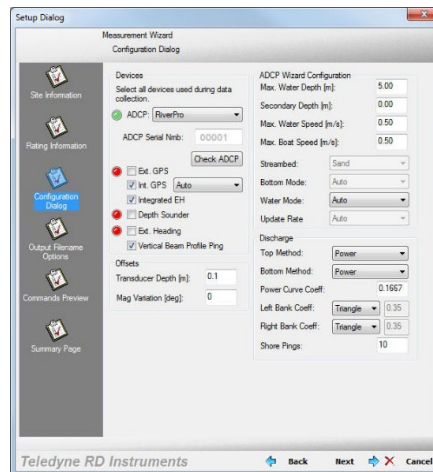 Setup Dialog
Measurement Wizard
Configuration Dialog
Site Information
Rating Information
Configuration
Dialog
Output Filename
Options
Commands Preview
Summary Page
Devices
Select all devices used during data
collection.
ADCP: RiverPro
ADCP Serial Nmb: 00001
Check ADCP
Ext. GPS
Int. GPS Auto
Integrated EH
Depth Sounder
Ext. Heading
Vertical Beam Profile Ping
Offsets
Transducer Depth [m]: 0.1
Mag Variation [deg]: 0
ADCP Wizard Configuration
Max. Water Depth [m]: 5.00
Secondary Depth [m]: 0.00
Max. Water Speed [m/s]: 0.50
Max. Boat Speed [m/s]: 0.50
Streambed: Sand
Bottom Mode: Auto
Water Mode: Auto
Update Rate Auto
Discharge
Top Method: Power
Bottom Method: Power
Power Curve Coeff: 0.1667
Left Bank Coeff: Triangle 0.35
Right Bank Coeff: Triangle 0.35
Shore Pings: 10
Teledyne RD Instruments
Back Next Cancel